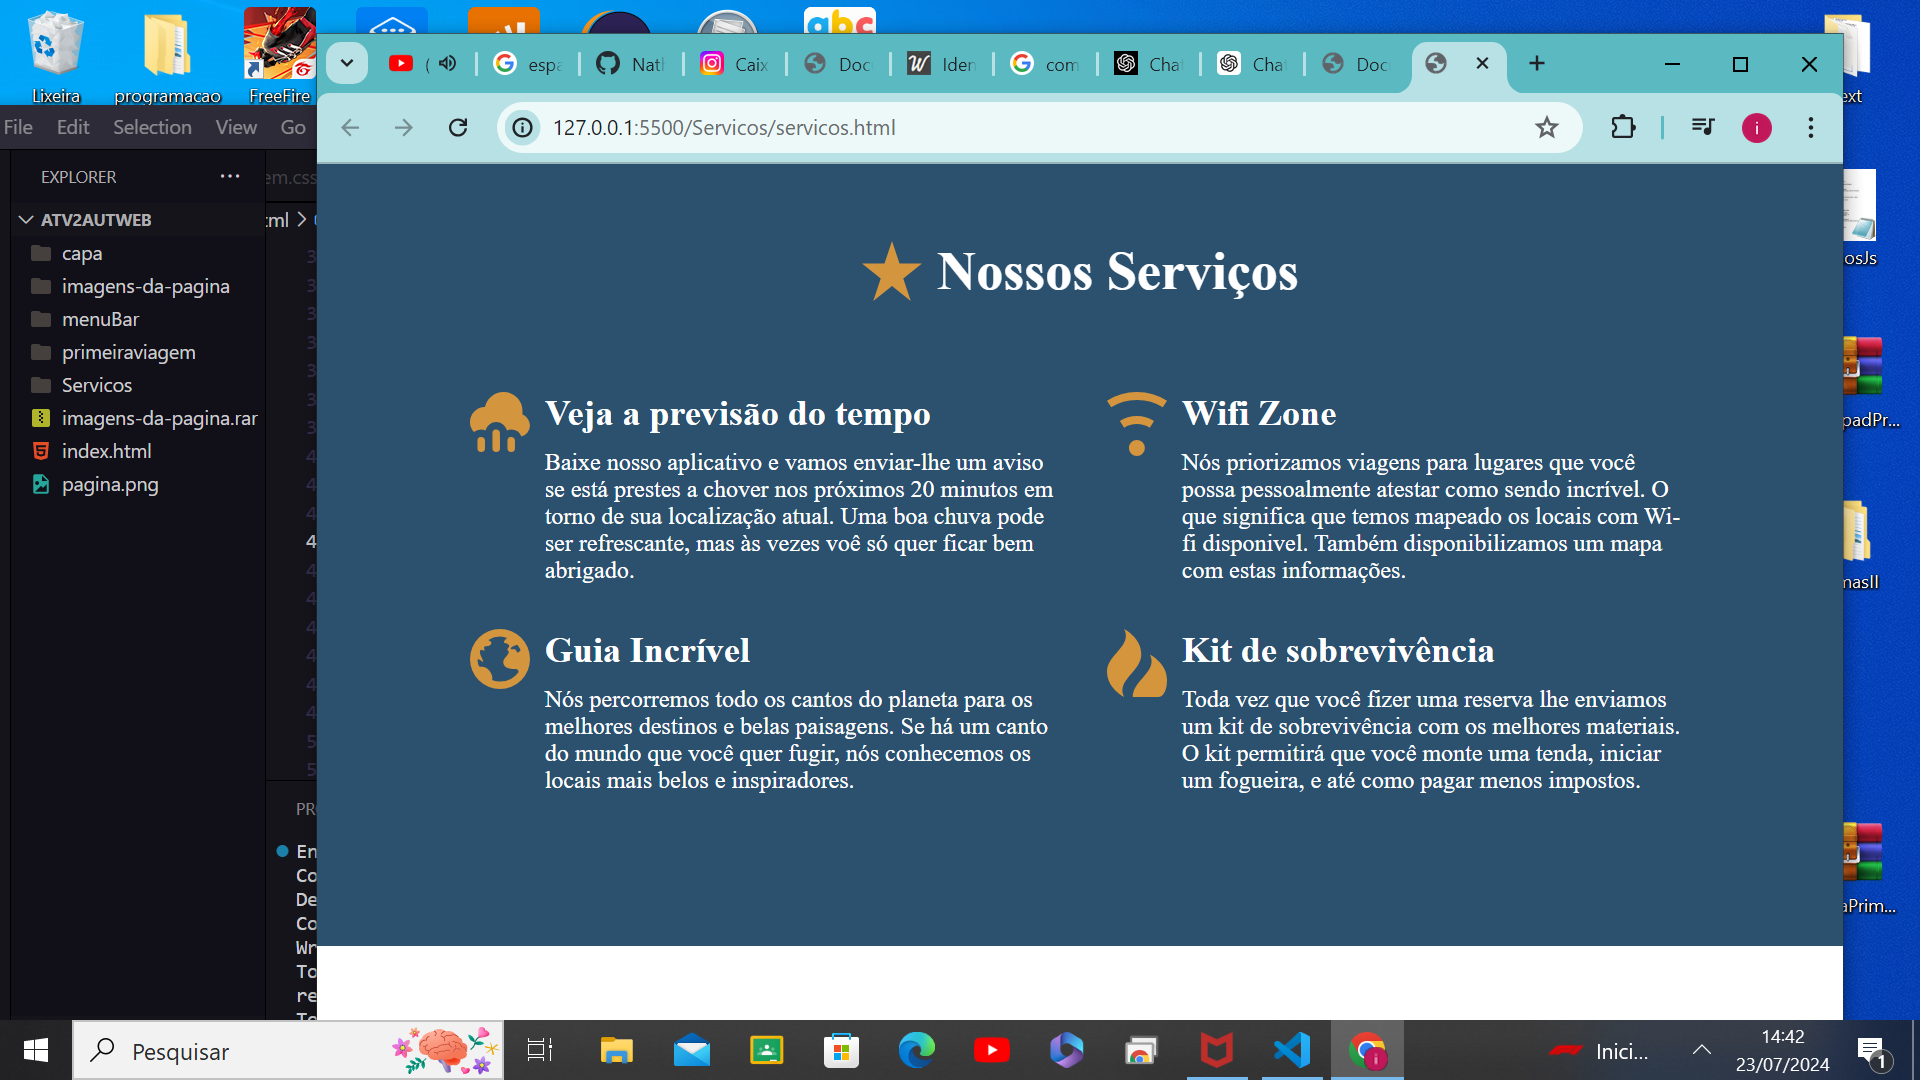 Lixeira
programacao
FreeFire
abc
espa
Natl
Caix
Doc
Iden
com
Cha
Cha
Doc
127.0.0.1:5500/Servicos/servicos.html
i
ext
File Edit Selection View Go
EXPLORER
em.css
ATV2AUTWEB
capa
imagens-da-pagina
menuBar
primeiraviagem
Servicos
imagens-da-pagina.rar
index.html
pagina.png
Nossos Serviços
Veja a previsão do tempo
Baixe nosso aplicativo e vamos enviar-lhe um aviso
se está prestes a chover nos próximos 20 minutos em
torno de sua localização atual. Uma boa chuva pode
ser refrescante, mas às vezes voê só quer ficar bem
abrigado.
Wifi Zone
Nós priorizamos viagens para lugares que você
possa pessoalmente atestar como sendo incrível. O
que significa que temos mapeado os locais com Wi-
fi disponivel. Também disponibilizamos um mapa
com estas informações.
Guia Incrível
Nós percorremos todo os cantos do planeta para os
melhores destinos e belas paisagens. Se há um canto
do mundo que você quer fugir, nós conhecemos os
locais mais belos e inspiradores.
Kit de sobrevivência
Toda vez que você fizer uma reserva lhe enviamos
um kit de sobrevivência com os melhores materiais.
O kit permitirá que você monte uma tenda, iniciar
um fogueira, e até como pagar menos impostos.
osJs
padPr...
masII
aPrim...
PR
En
Co
De
Co
Wr
To
re
Pesquisar
Inici...
14:42
23/07/2024
1